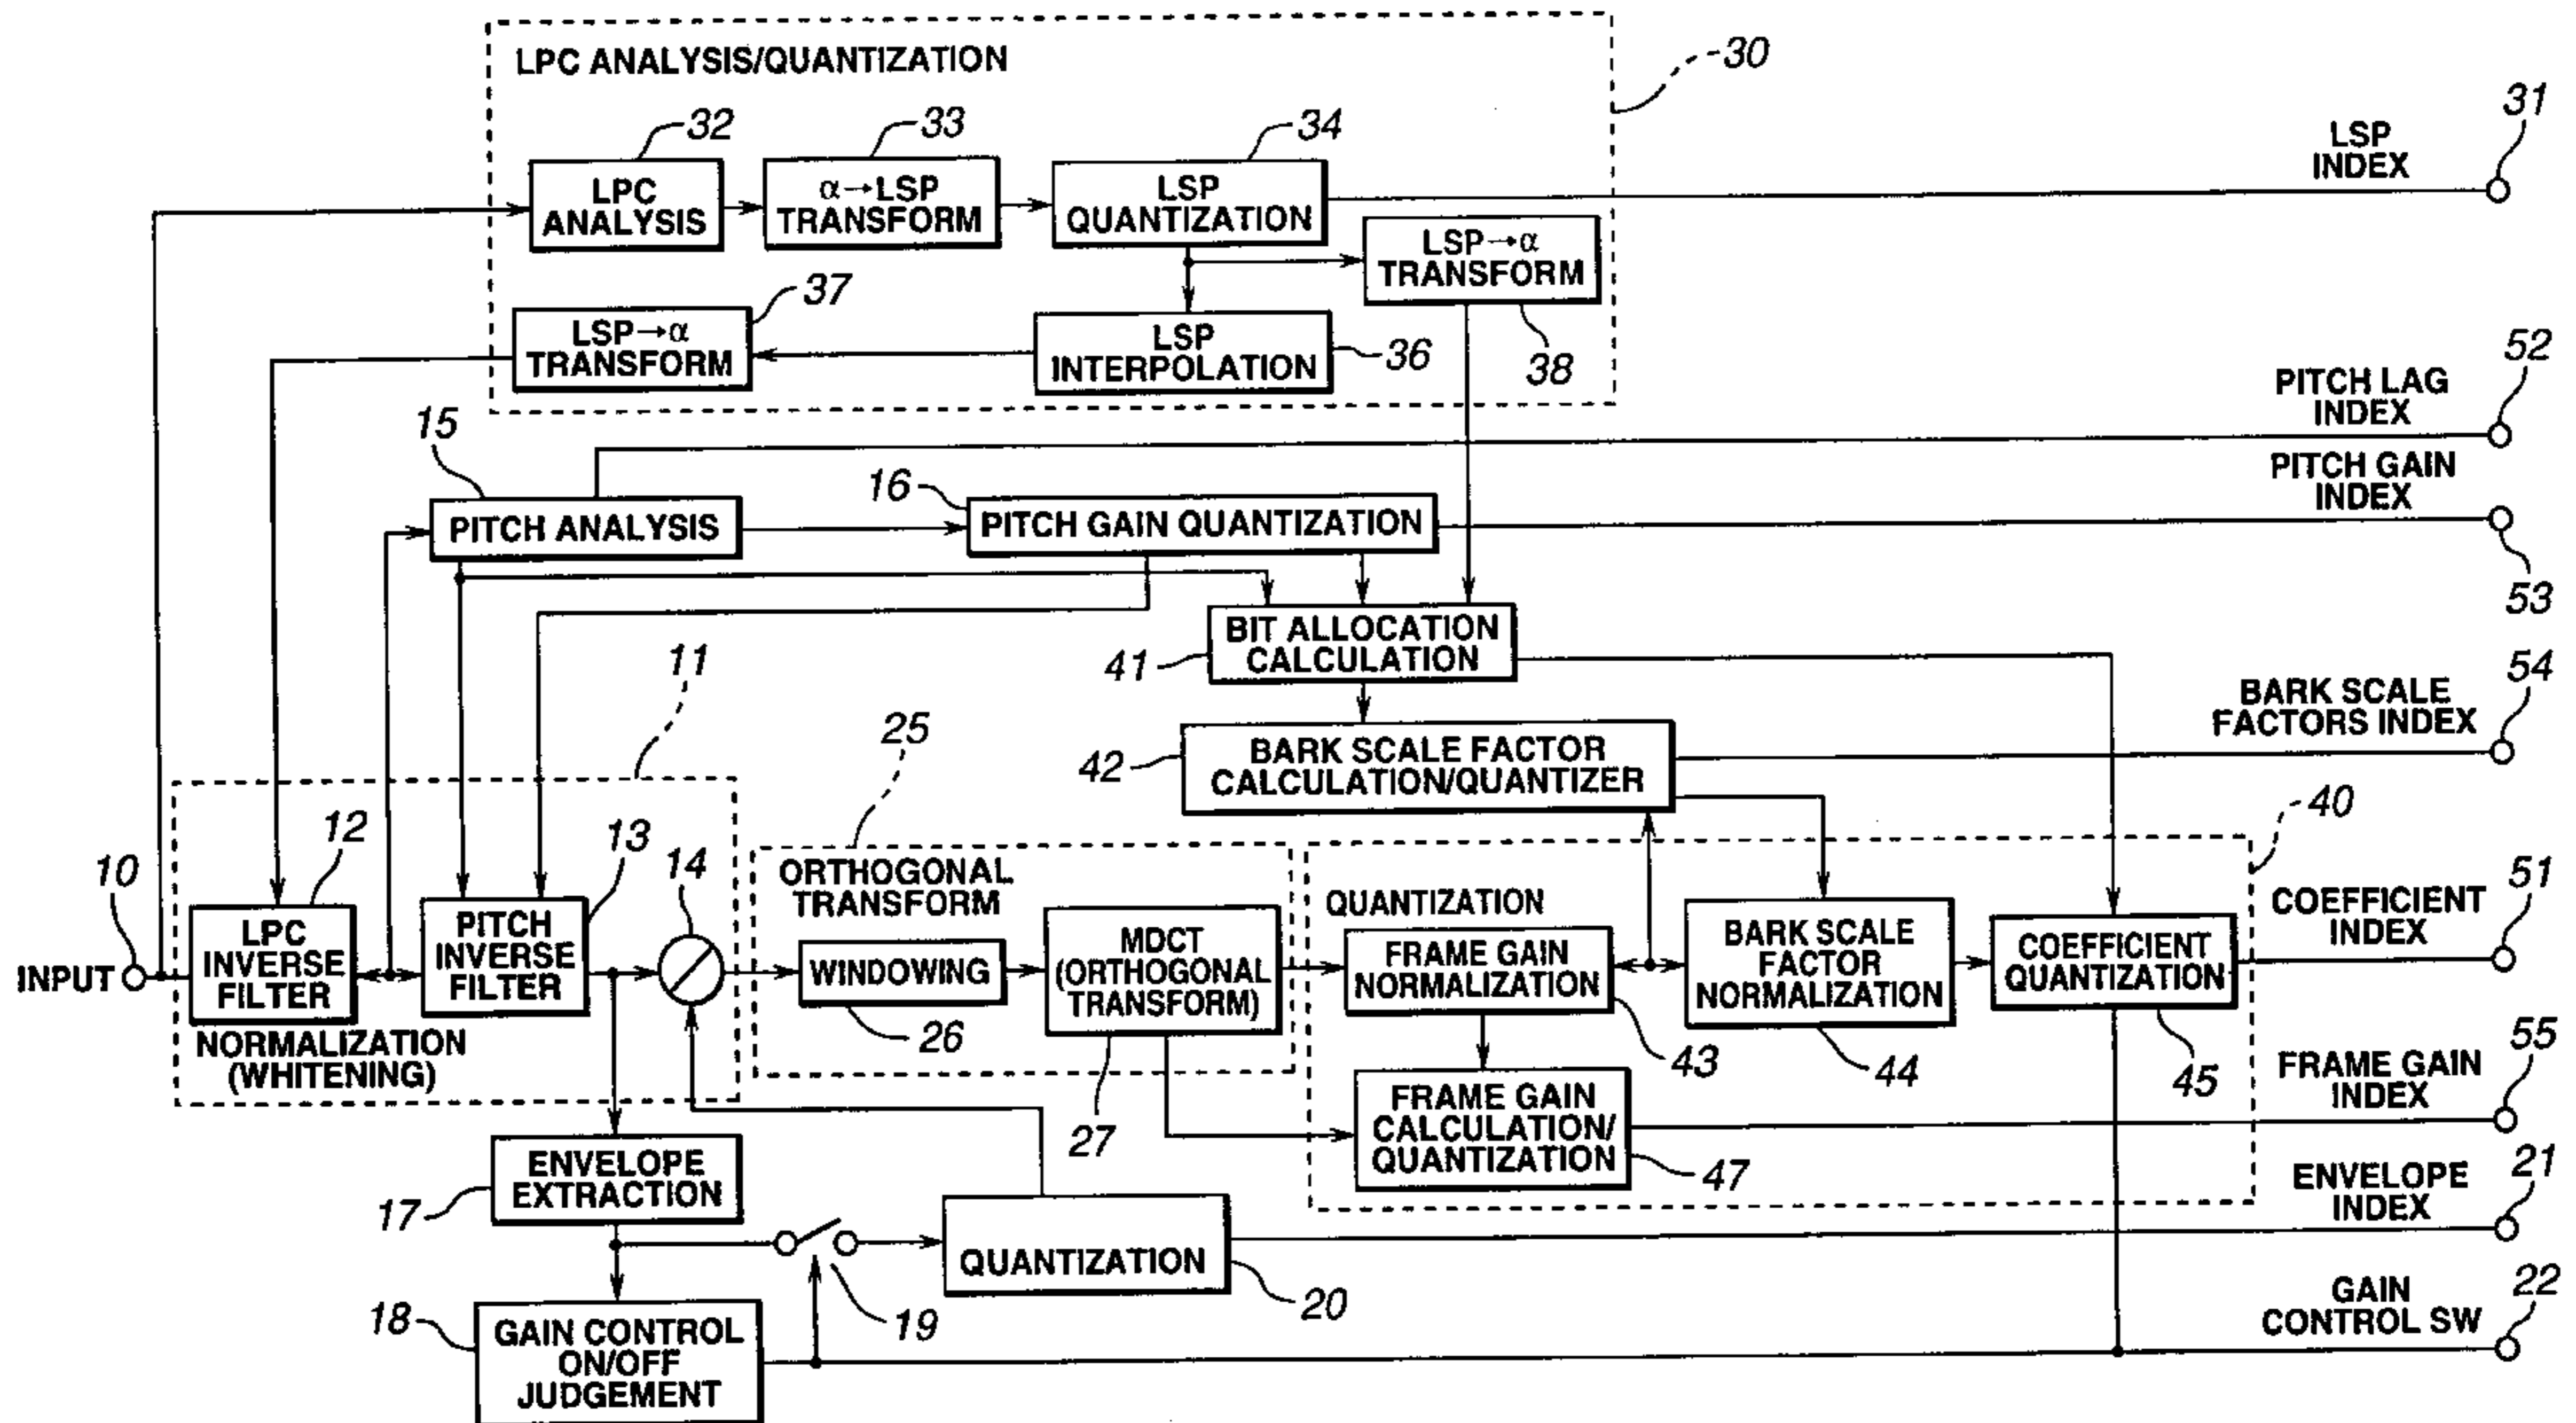 LPC ANALYSIS/QUANTIZATION
30
31
LSP
INDEX
32
33
34
LPC
ANALYSIS
α→LSP
TRANSFORM
LSP
QUANTIZATION
LSP→α
TRANSFORM
38
37
LSP→α
TRANSFORM
LSP
INTERPOLATION
36
52
PITCH LAG
INDEX
15
PITCH ANALYSIS
16
PITCH GAIN QUANTIZATION
PITCH GAIN
INDEX
53
BIT ALLOCATION
CALCULATION
41
11
25
54
BARK SCALE
FACTORS INDEX
42
BARK SCALE FACTOR
CALCULATION/QUANTIZER
40
10
INPUT
12
LPC
INVERSE
FILTER
13
PITCH
INVERSE
FILTER
14
NORMALIZATION
(WHITENING)
ORTHOGONAL
TRANSFORM
WINDOWING
26
MDCT
(ORTHOGONAL
TRANSFORM)
27
QUANTIZATION
FRAME GAIN
NORMALIZATION
43
BARK SCALE
FACTOR
NORMALIZATION
44
COEFFICIENT
QUANTIZATION
45
51
COEFFICIENT
INDEX
FRAME GAIN
CALCULATION/
QUANTIZATION
47
55
FRAME GAIN
INDEX
ENVELOPE
EXTRACTION
17
21
ENVELOPE
INDEX
19
QUANTIZATION
20
18
GAIN CONTROL
ON/OFF
JUDGEMENT
22
GAIN
CONTROL SW